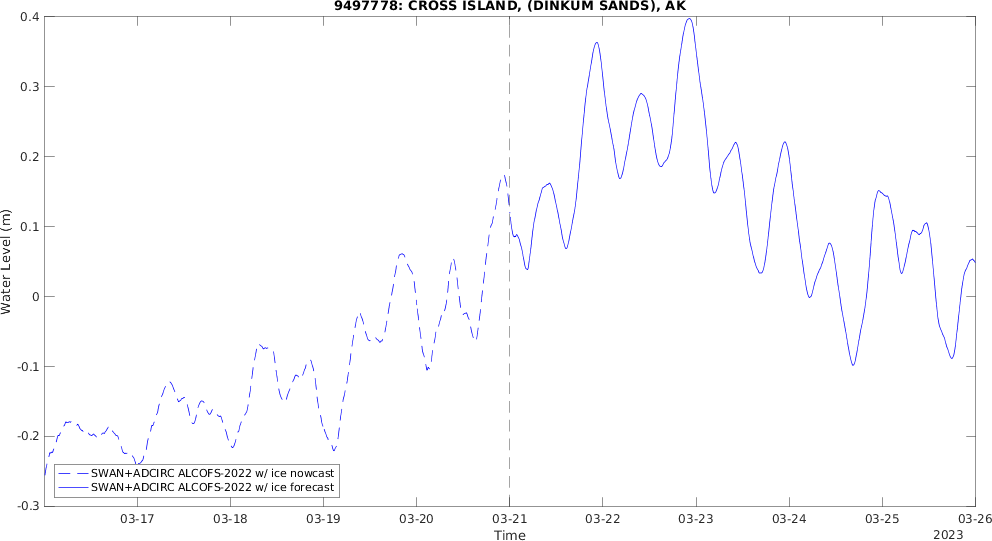 9497778: CROSS ISLAND, (DINKUM SANDS), AK
0.4
0.3
0.2
0.1
0
-0.1
-0.2
-0.3
Water Level (m)
SWAN+ADCIRC ALCOFS-2022 w/ ice nowcast
SWAN+ADCIRC ALCOFS-2022 w/ ice forecast
03-17 03-18 03-19 03-20 03-21 03-22 03-23 03-24 03-25 03-26
Time
2023